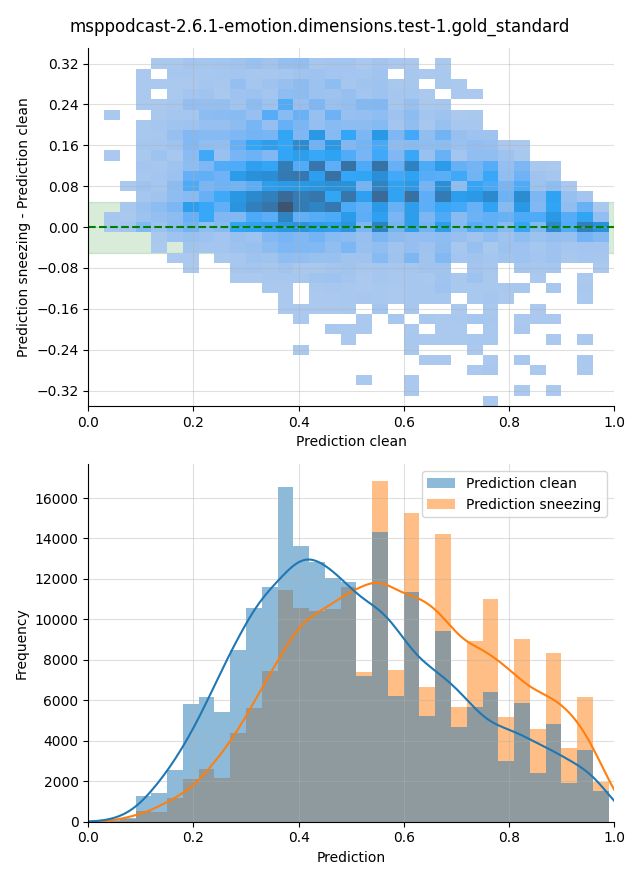 msppodcast-2.6.1-emotion.dimensions.test-1.gold_standard
Prediction sneezing - Prediction clean
0.32
0.24
0.16
0.08
0.00
−0.08
−0.16
−0.24
−0.32
0.0 0.2 0.4 0.6 0.8 1.0
Prediction clean
Prediction clean
Prediction sneezing
Frequency
16000
14000
12000
10000
8000
6000
4000
2000
0
0.0 0.2 0.4 0.6 0.8 1.0
Prediction